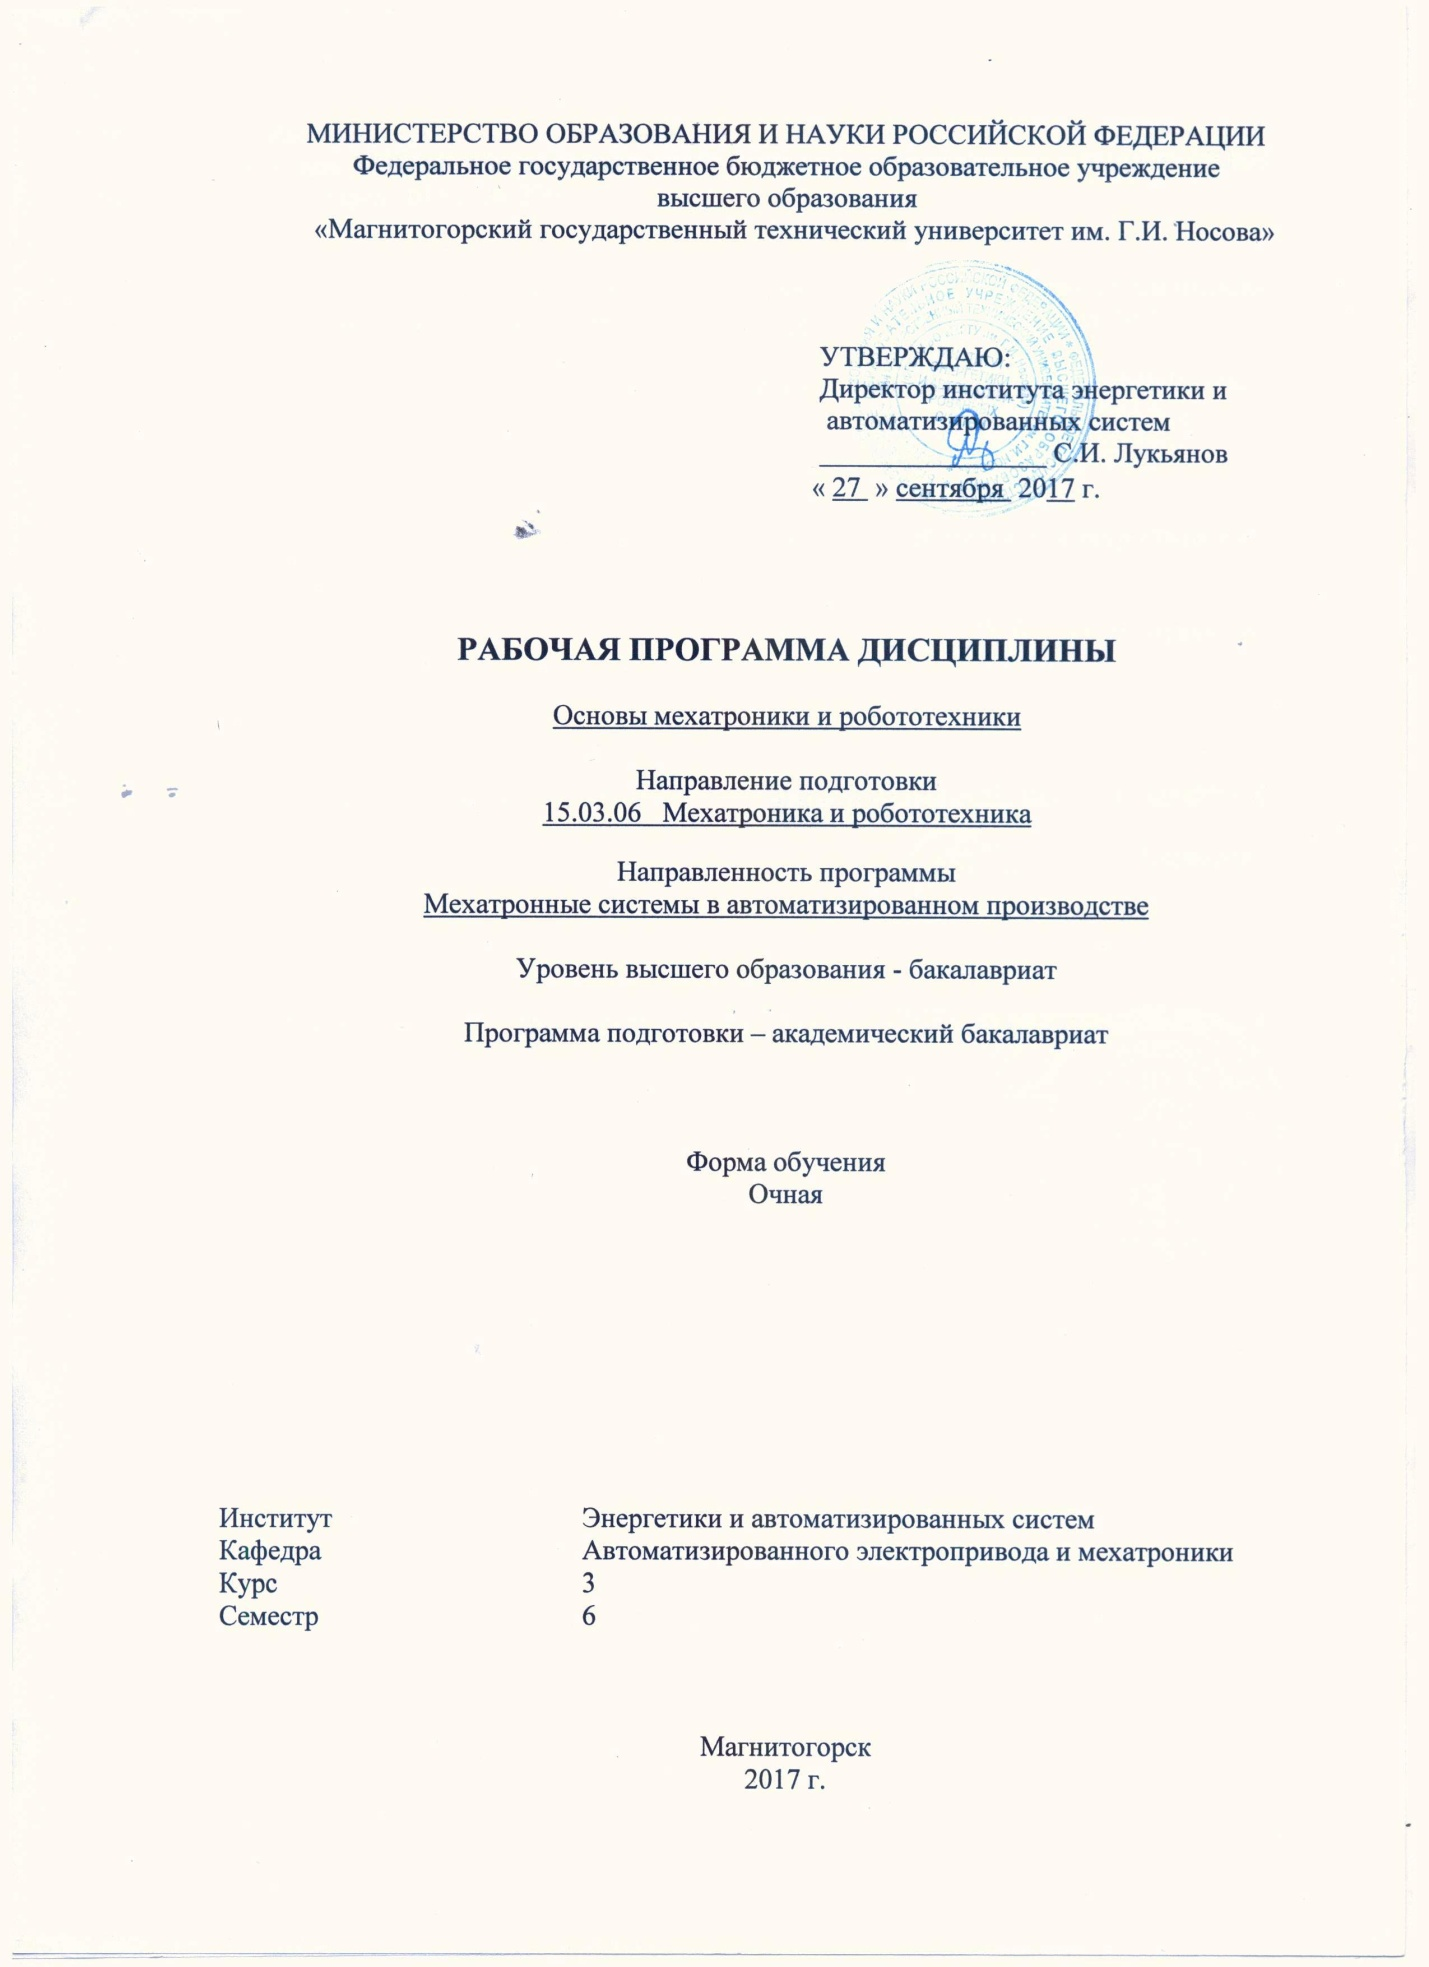 МИНИСТЕРСТВО ОБРАЗОВАНИЯ И НАУКИ РОССИЙСКОЙ ФЕДЕРАЦИИ
Федеральное государственное бюджетное образовательное учреждение
высшего образования
«Магнитогорский государственный технический университет им. Г.И. Носова»
УТВЕРЖДАЮ:
Директор института энергетики и
автоматизированных систем
_________________ С.И. Лукьянов
« 27 » сентября 2017 г.
РАБОЧАЯ ПРОГРАММА ДИСЦИПЛИНЫ
Основы мехатроники и робототехники
Направление подготовки
15.03.06 Мехатроника и робототехника
Направленность программы
Мехатронные системы в автоматизированном производстве
Уровень высшего образования - бакалавриат
Программа подготовки – академический бакалавриат
Форма обучения
Очная
Институт Энергетики и автоматизированных систем
Кафедра Автоматизированного электропривода и мехатроники
Курс 3
Семестр 6
Магнитогорск
2017 г.